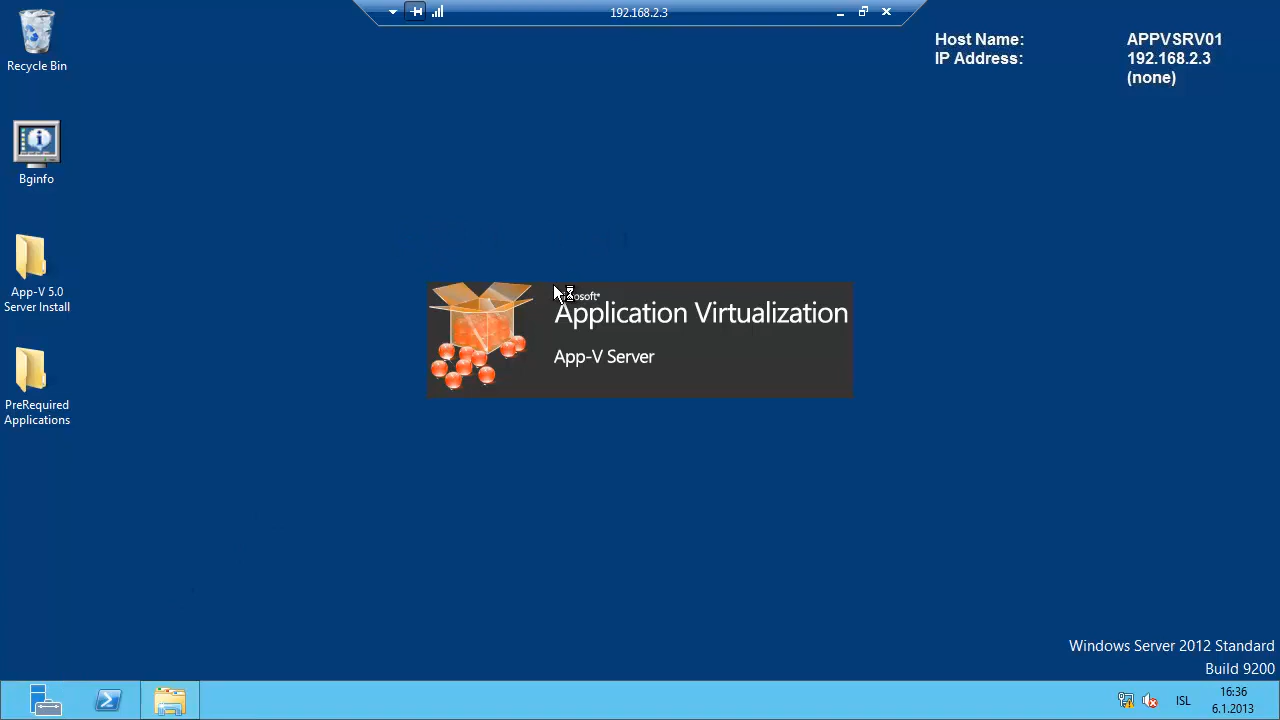 192.168.2.3
Host Name: APPVSRV01
IP Address: 192.168.2.3
(none)
Recycle Bin
Bginfo
App-V 5.0
Server Install
PreRequired
Applications
Application Virtualization
App-V Server
Windows Server 2012 Standard
Build 9200
ISL
16:36
6.1.2013